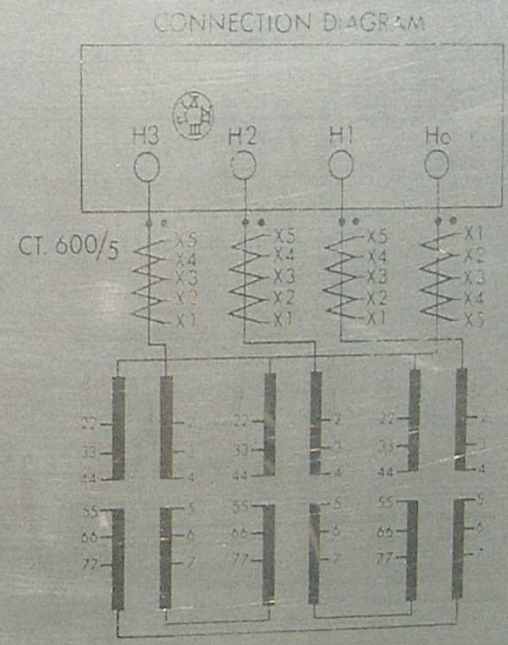 CONNECTION DIAGRAM
H3 H2 H1 Ho
CT. 600/5
X5 X5 X5 X1
X4 X4 X4 X2
X3 X3 X3 X3
X2 X2 X2 X4
X1 X1 X1 X5
22 2 22 2 22 2
33 3 33 3 33 3
44 4 44 4 44 4
55 5 55 5 55 5
66 6 66 6 66 6
77 7 77 7 77 7